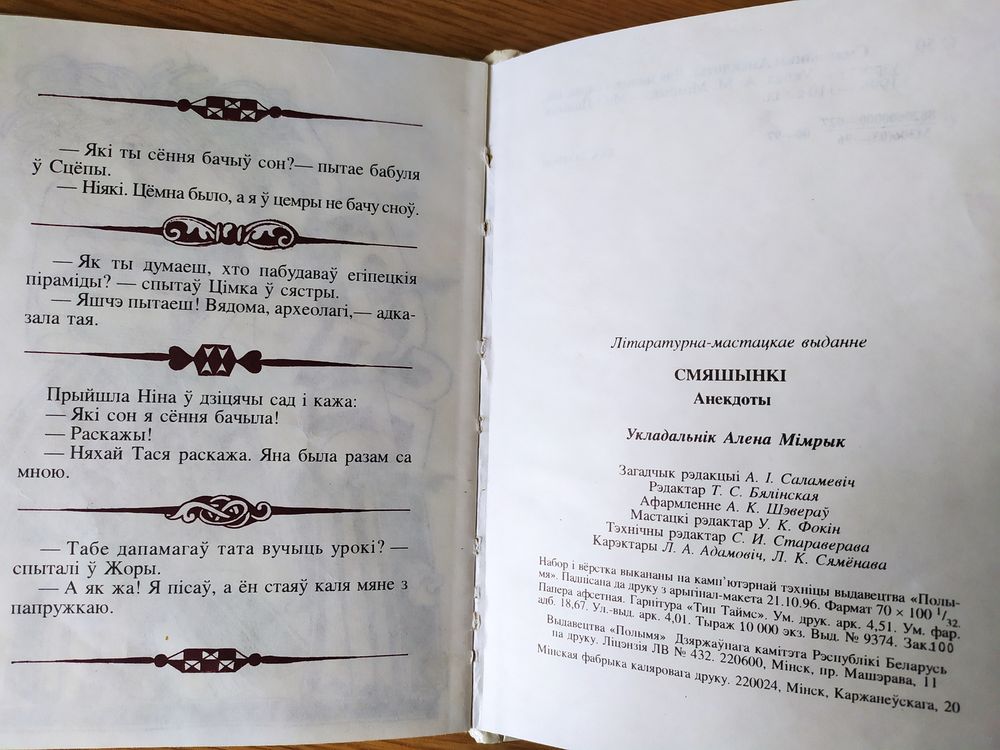 — Які ты сёння бачыў сон?— пытае бабуля
ў Сцёпы.
— Ніякі. Цёмна было, а я ў цемры не бачу сноў.
— Як ты думаеш, хто пабудаваў егіпецкія
піраміды? — спытаў Цімка ў сястры.
— Яшчэ пытаеш! Вядома, археолагі,— адка-
зала тая.
Прыйшла Ніна ў дзіцячы сад і кажа:
— Які сон я сёння бачыла!
— Раскажы!
— Няхай Тася раскажа. Яна была разам са
мною.
— Табе дапамагаў тата вучыць урокі? —
спыталі ў Жоры.
— А як жа! Я пісаў, а ён стаяў каля мяне з
папружкаю.
Літаратурна-мастацкае выданне
СМЯШЫНКІ
Анекдоты
Укладальнік Алена Мімрык
Загадчык рэдакцыі А. І. Саламевіч
Рэдактар Т. С. Бялінская
Афармленне А. К. Шэвераў
Мастацкі рэдактар У. К. Фокін
Тэхнічны рэдактар С. И. Стараверава
Карэктары Л. А. Адамовіч, Л. К. Сямёнава
Набор і вёрстка выкананы на камп'ютэрнай тэхніцы выдавецтва «Полы-
мя». Падпісана да друку з арыгінал-макета 21.10.96. Фармат 70 × 100 1/32.
Папера афсетная. Гарнітура «Тип Таймс». Ум. друк. арк. 4,51. Ум. фар.
адб. 18,67. Ул.-выд. арк. 4,01. Тыраж 10 000 экз. Выд. № 9374. Зак.100
Выдавецтва «Полымя» Дзяржаўнага камітэта Рэспублікі Беларусь
па друку. Ліцэнзія ЛВ № 432. 220600, Мінск, пр. Машэрава, 11
Мінская фабрыка каляровага друку. 220024, Мінск, Каржанеўскага, 20